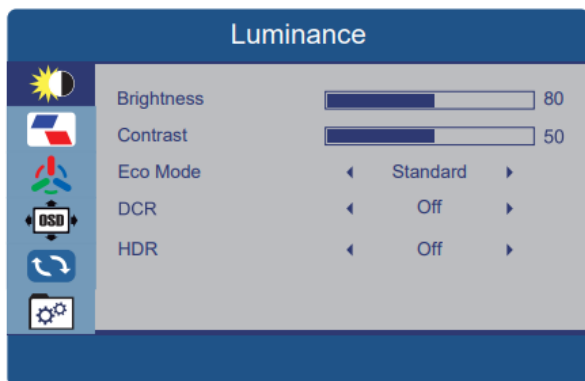 Luminance
Brightness 80
Contrast 50
Eco Mode Standard
DCR Off
HDR Off
OSD